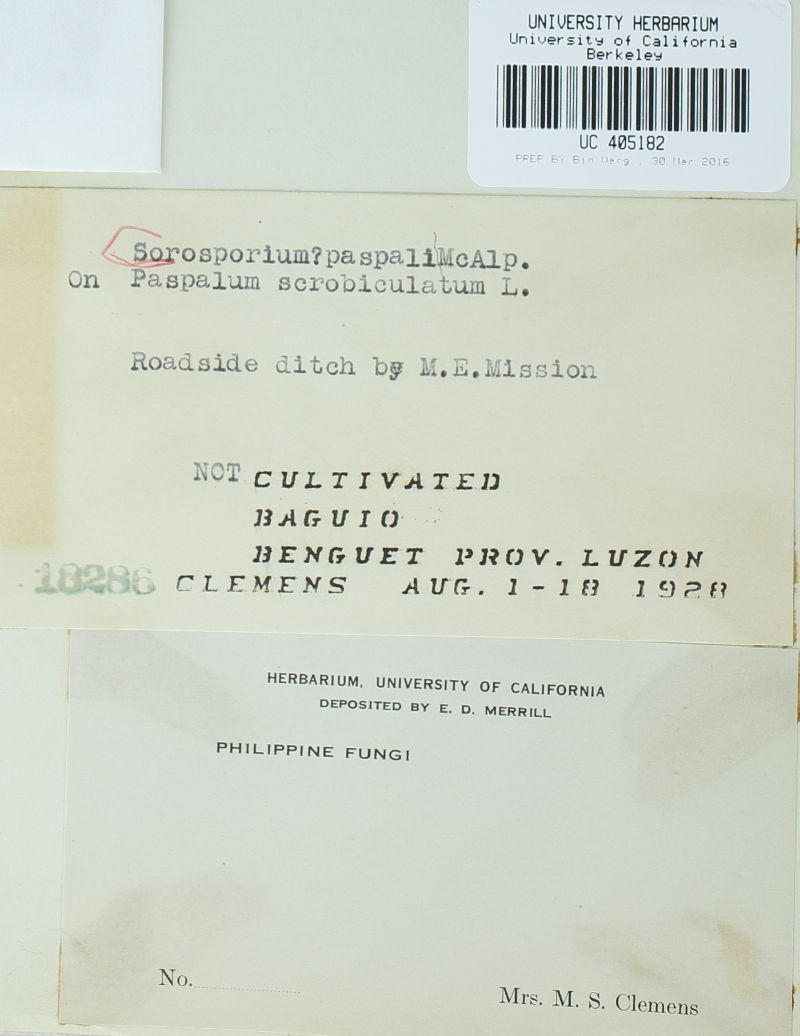 UNIVERSITY HERBARIUM
University of California
Berkeley
UC 405182
PREP By Bin Wang , 30 Mar 2016
Sorosporium?paspaliMcAlp.
On Paspalum scrobiculatum L.
Roadside ditch by M.E.Mission
NOT CULTIVATED
BAGUIO
BENGUET PROV. LUZON
18286 CLEMENS AUG. 1-18 1928
HERBARIUM, UNIVERSITY OF CALIFORNIA
DEPOSITED BY E. D. MERRILL
PHILIPPINE FUNGI
No.
Mrs. M. S. Clemens